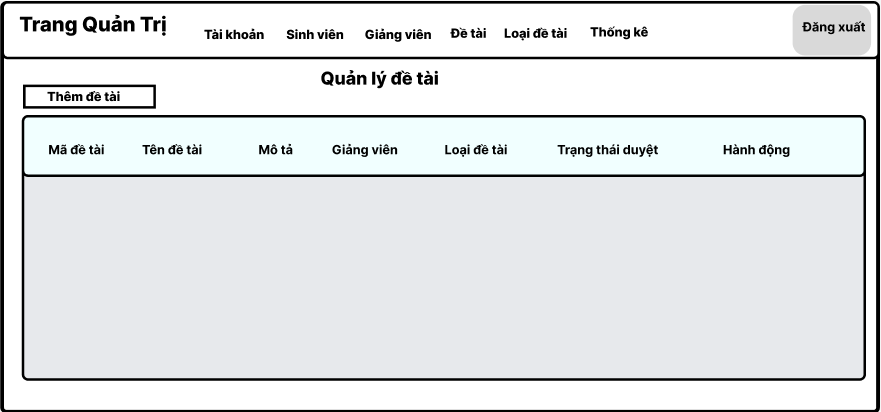 Trang Quản Trị Tài khoản Sinh viên Giảng viên Đề tài Loại đề tài Thống kê Đăng xuất
Quản lý đề tài
Thêm đề tài
Mã đề tài Tên đề tài Mô tả Giảng viên Loại đề tài Trạng thái duyệt Hành động